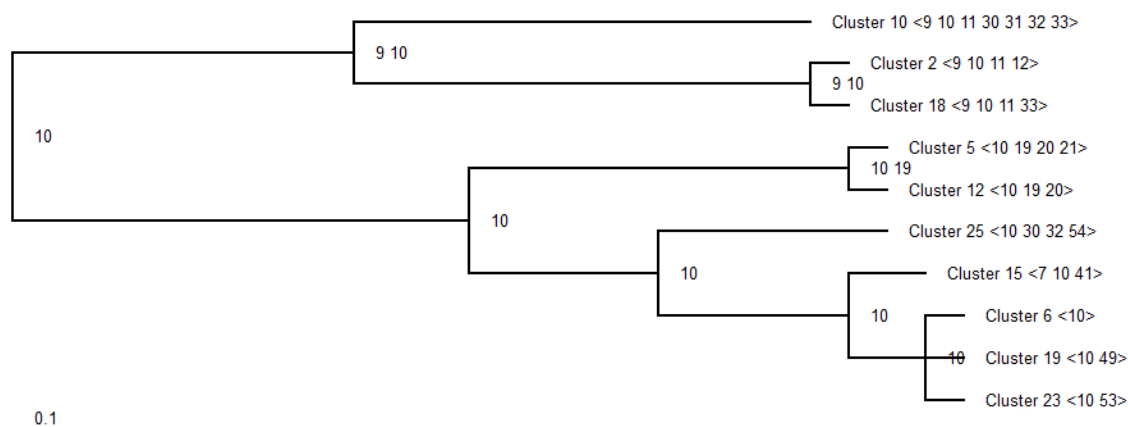 Cluster 10 <9 10 11 30 31 32 33>
9 10
Cluster 2 <9 10 11 12>
9 10
Cluster 18 <9 10 11 33>
10
Cluster 5 <10 19 20 21>
10 19
Cluster 12 <10 19 20>
10
Cluster 25 <10 30 32 54>
10
Cluster 15 <7 10 41>
10
Cluster 6 <10>
10
Cluster 19 <10 49>
Cluster 23 <10 53>
0.1